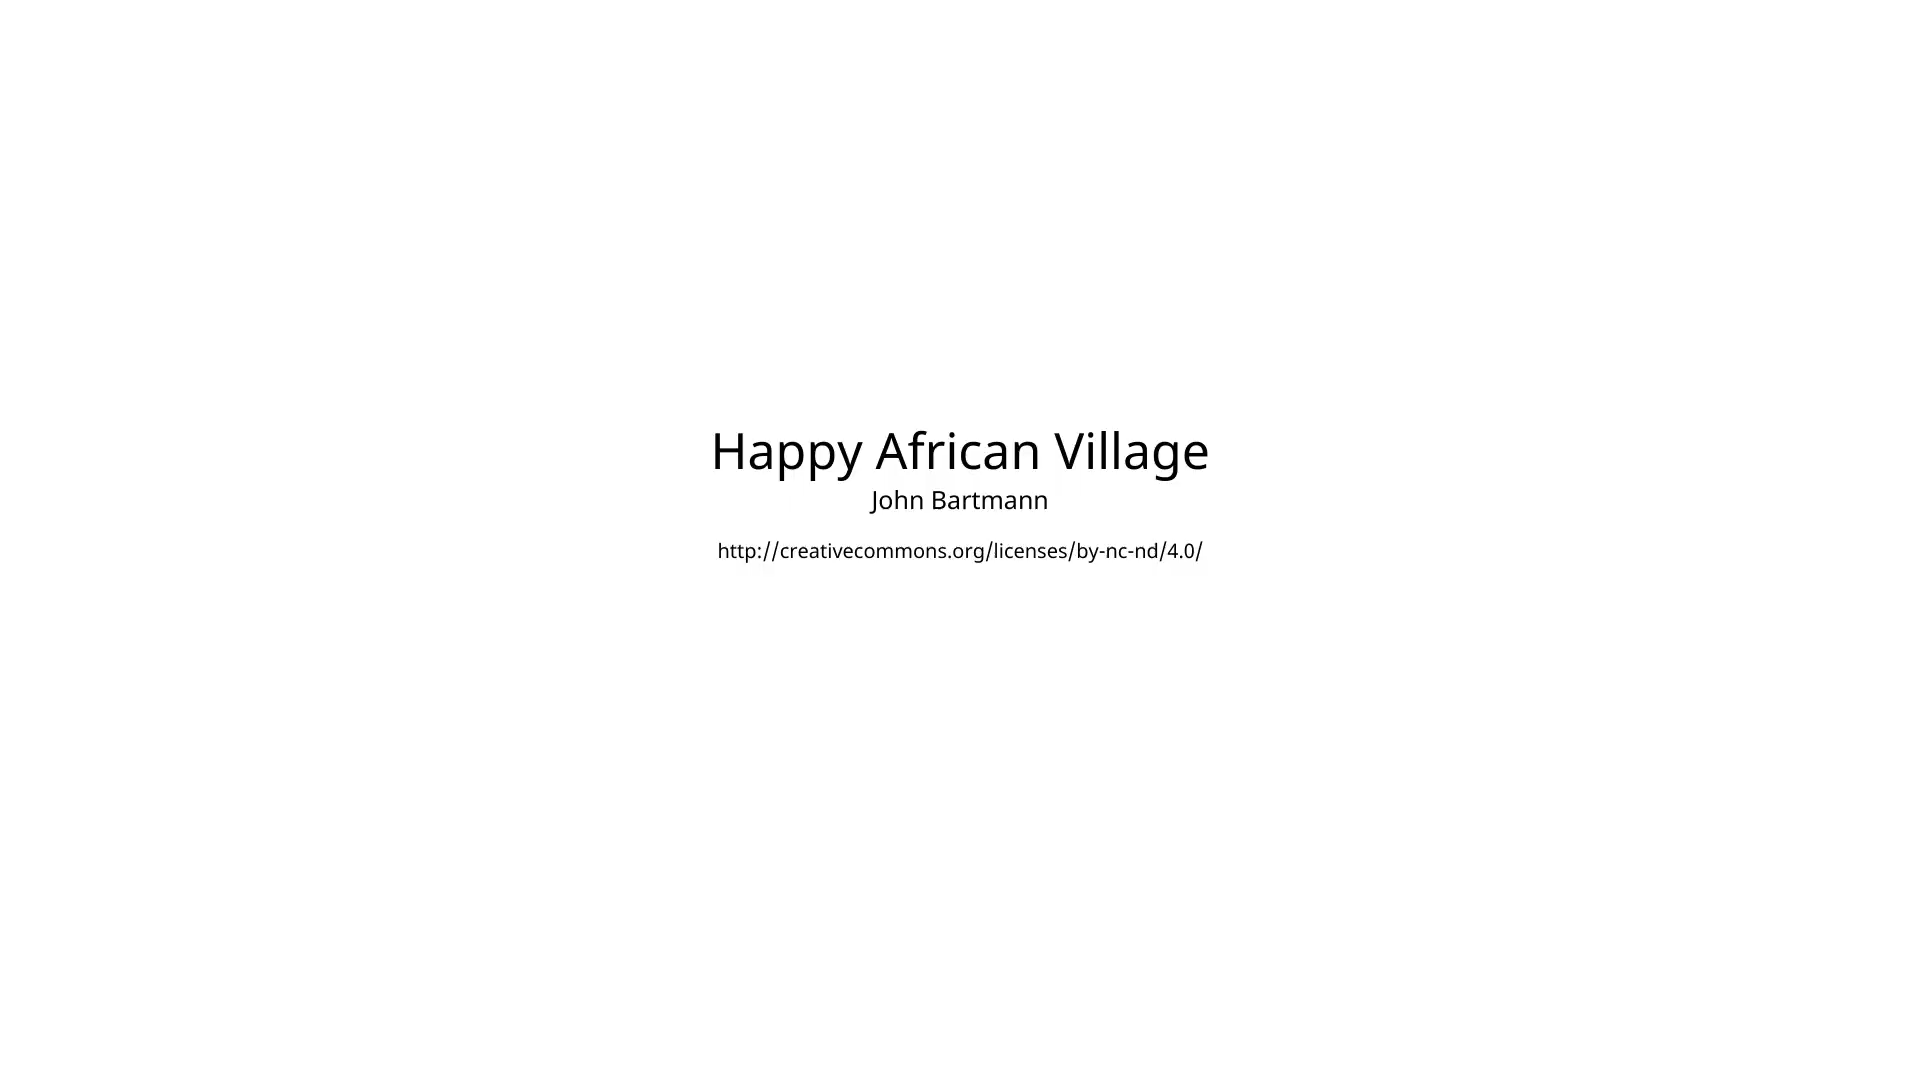 Happy African Village
John Bartmann
http://creativecommons.org/licenses/by-nc-nd/4.0/